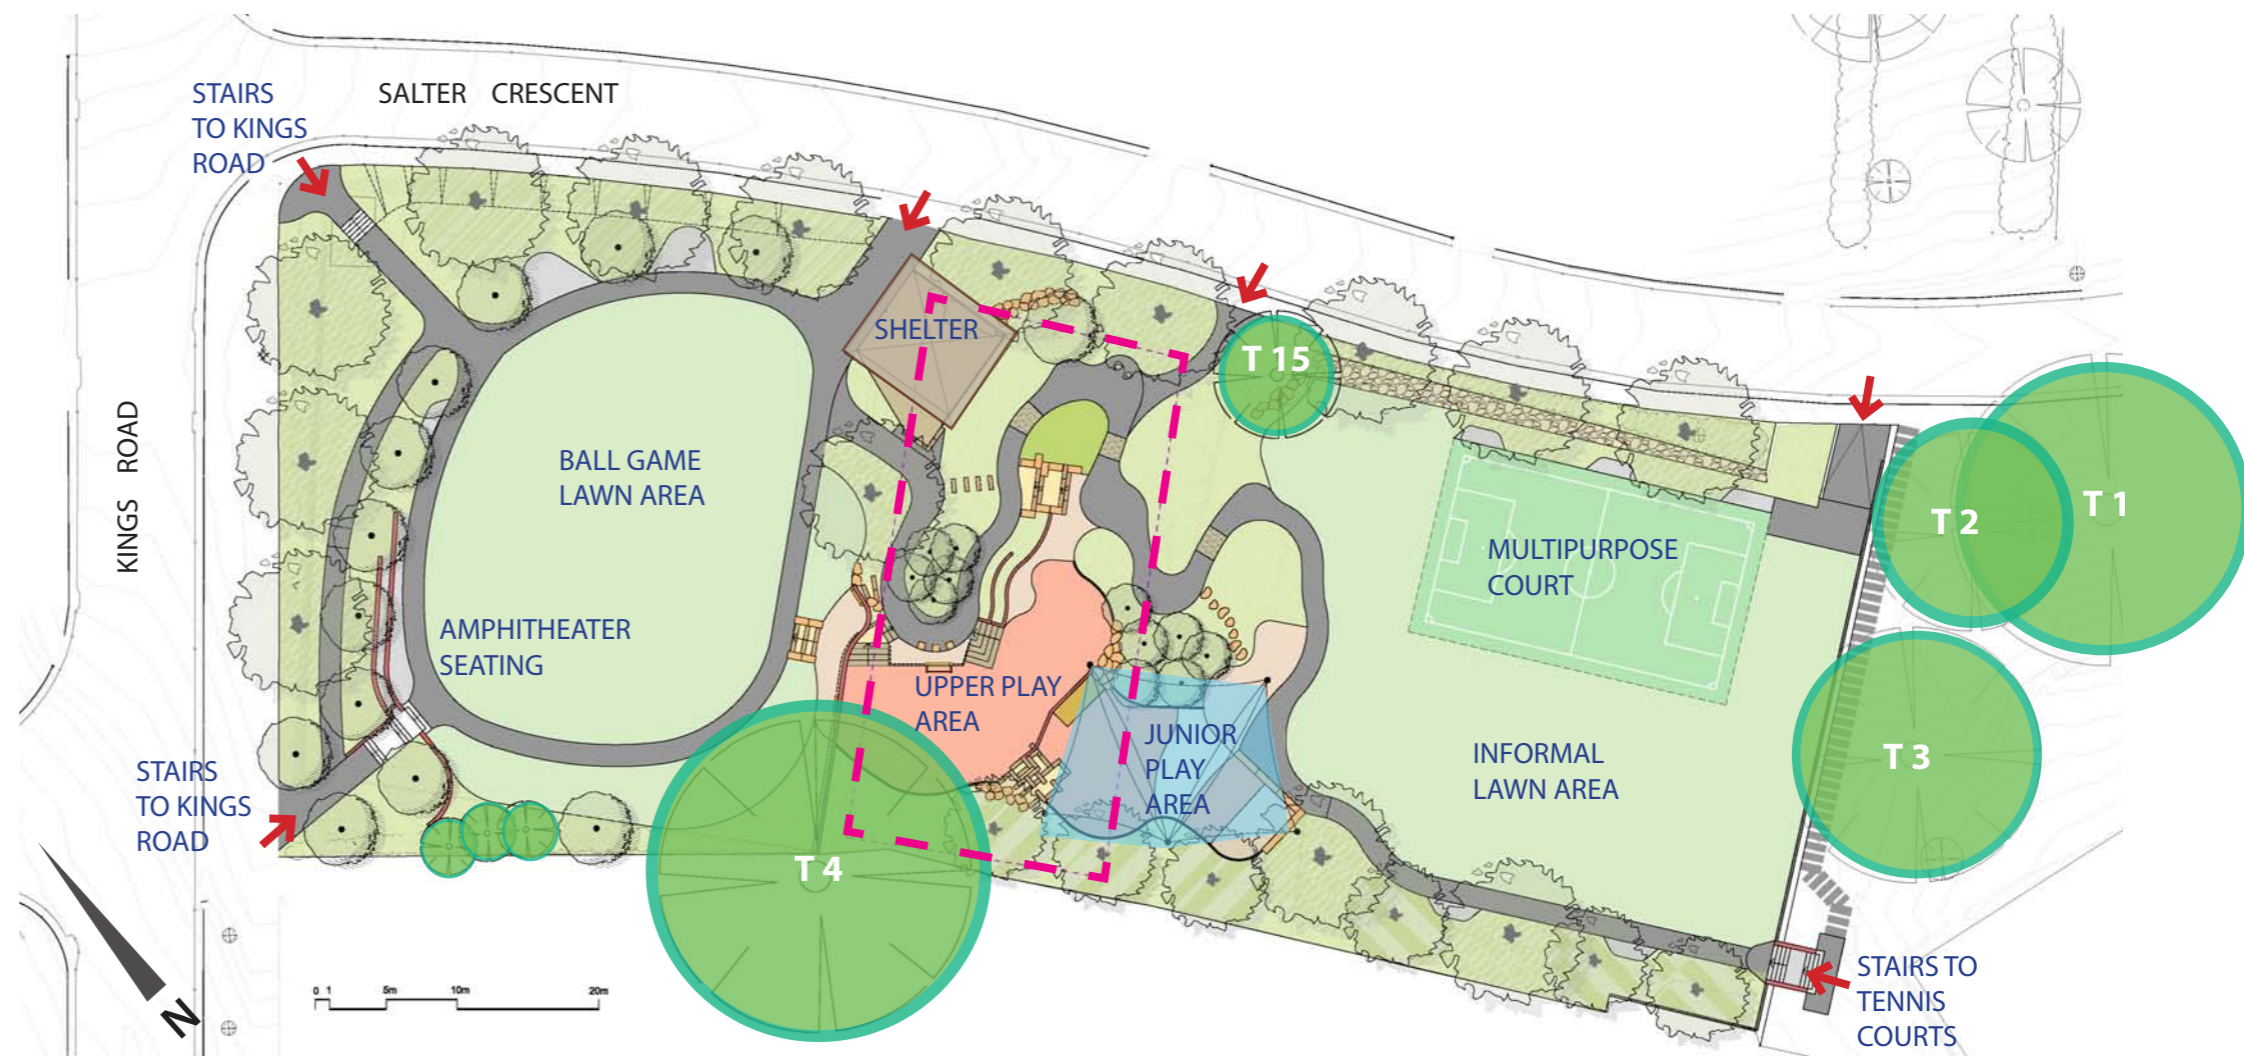 STAIRS
TO KINGS
ROAD
SALTER CRESCENT
SHELTER
T 15
KINGS ROAD
BALL GAME
LAWN AREA
T 2
T 1
MULTIPURPOSE
COURT
AMPHITHEATER
SEATING
UPPER PLAY
AREA
JUNIOR
PLAY
AREA
INFORMAL
LAWN AREA
T 3
STAIRS
TO KINGS
ROAD
T 4
N
0 1 5m 10m 20m
STAIRS TO
TENNIS
COURTS